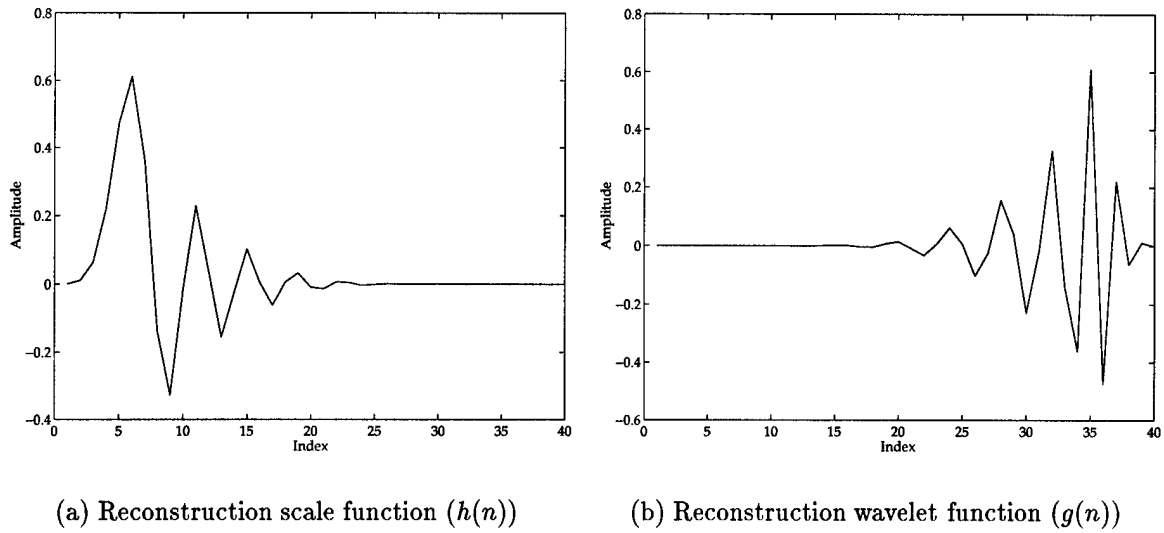 0.8
0.6
0.4
0.2
0
−0.2
−0.4
0 5 10 15 20 25 30 35 40
Amplitude
Index
(a) Reconstruction scale function (h(n))
0.8
0.6
0.4
0.2
0
−0.2
−0.4
−0.6
0 5 10 15 20 25 30 35 40
Amplitude
Index
(b) Reconstruction wavelet function (g(n))